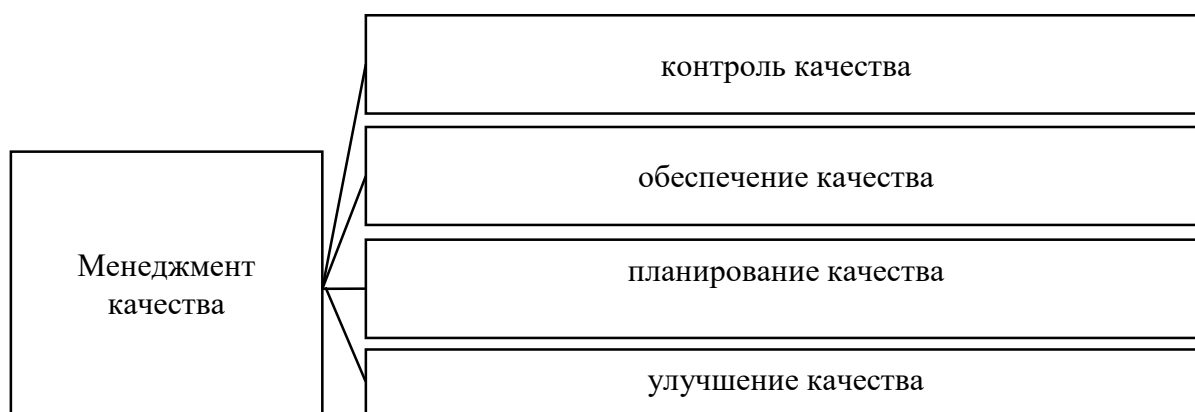 Менеджмент
качества
контроль качества
обеспечение качества
планирование качества
улучшение качества